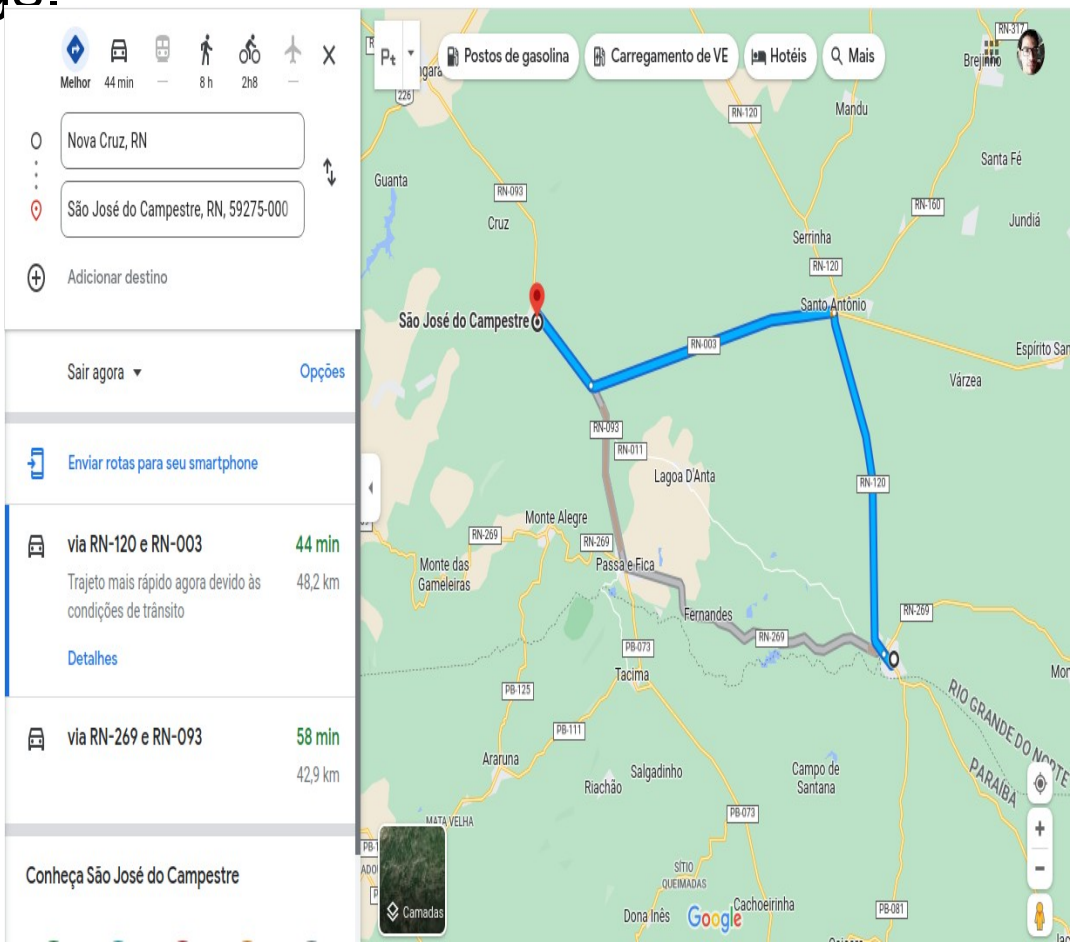 Melhor
44 min
—
8 h
2h8
—
Nova Cruz, RN
São José do Campestre, RN, 59275-000
Adicionar destino
Sair agora
Opções
Enviar rotas para seu smartphone
via RN-120 e RN-003
44 min
Trajeto mais rápido agora devido às
48,2 km
condições de trânsito
Detalhes
via RN-269 e RN-093
58 min
42,9 km
Conheça São José do Campestre
Postos de gasolina
Carregamento de VE
Hotéis
Mais
RN-317
Brejinho
226
RN-120
Mandu
Santa Fé
Guanta
RN-093
Cruz
RN-160
Jundiá
Serrinha
RN-120
Santo Antônio
São José do Campestre
RN-003
Espírito San
Várzea
RN-093
RN-011
Lagoa D'Anta
RN-120
Monte Alegre
RN-269
RN-269
Monte das
Gameleiras
Passa e Fica
Fernandes
RN-269
RN-269
PB-073
Tacima
Mon
PB-125
RIO GRANDE DO NORTE
PARAÍBA
PB-111
Araruna
Salgadinho
Riachão
Campo de
Santana
PB-073
MATA VELHA
PB-1
SÍTIO
QUEIMADAS
Camadas
Dona Inês
Google
Cachoeirinha
PB-081